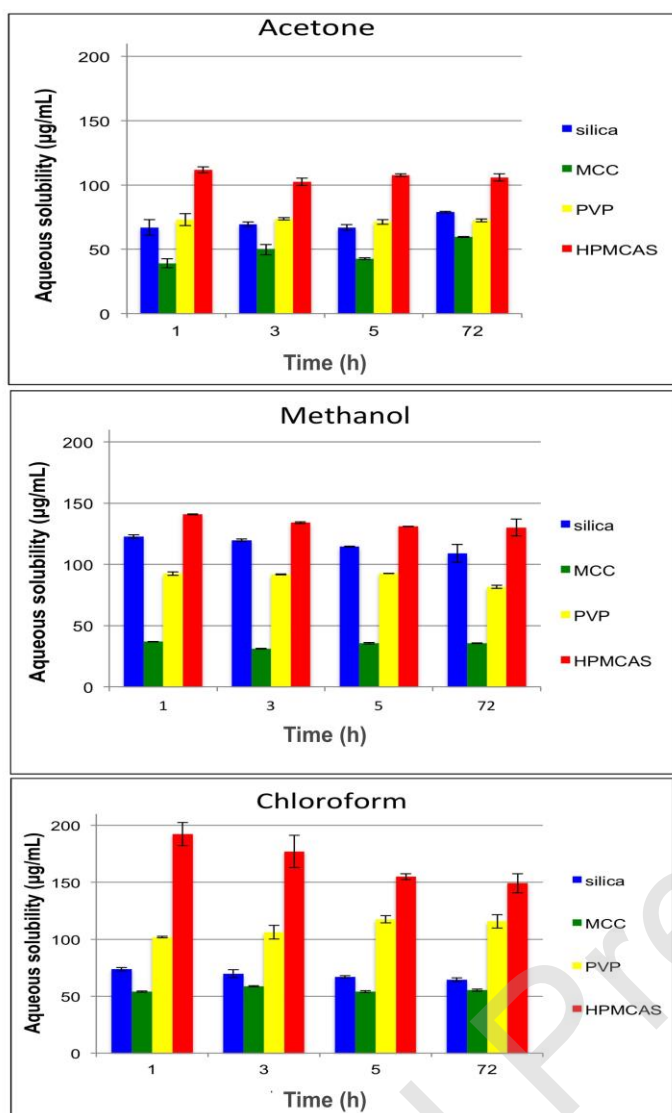 Acetone
Aqueous solubility (µg/mL)
200
150
100
50
0
1 3 5 72
Time (h)
silica
MCC
PVP
HPMCAS
Methanol
Aqueous solubility (µg/mL)
200
150
100
50
0
1 3 5 72
Time (h)
silica
MCC
PVP
HPMCAS
Chloroform
Aqueous solubility (µg/mL)
200
150
100
50
0
1 3 5 72
Time (h)
silica
MCC
PVP
HPMCAS
Pre